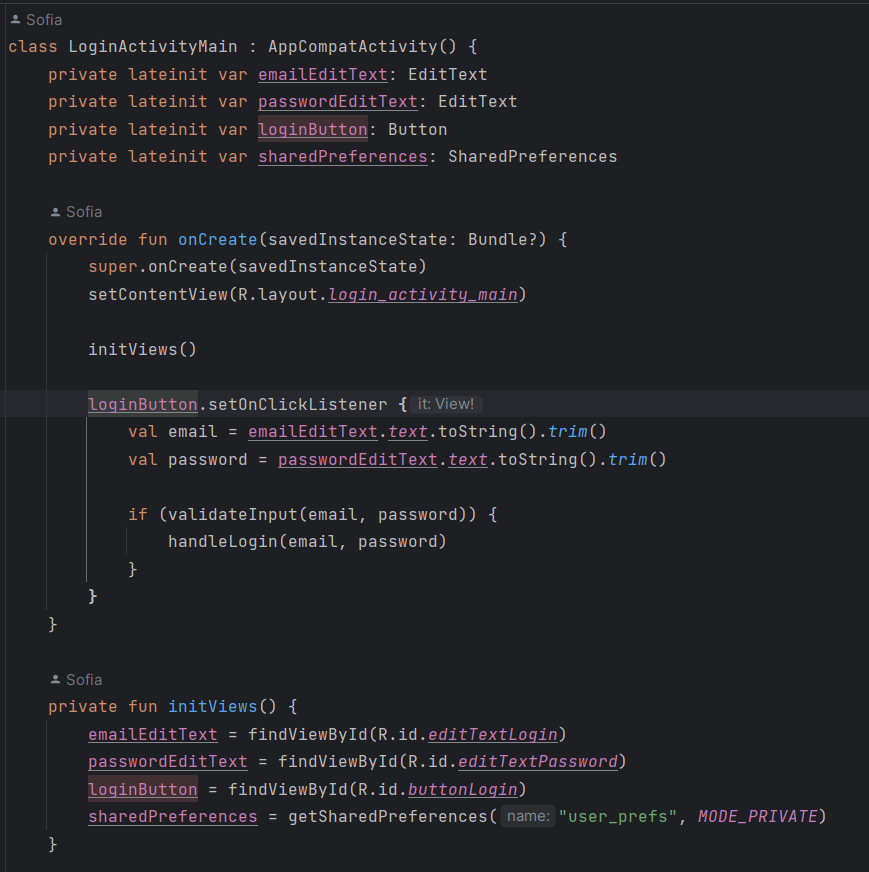 Sofia
class LoginActivityMain : AppCompatActivity() {
    private lateinit var emailEditText: EditText
    private lateinit var passwordEditText: EditText
    private lateinit var loginButton: Button
    private lateinit var sharedPreferences: SharedPreferences
    Sofia
    override fun onCreate(savedInstanceState: Bundle?) {
        super.onCreate(savedInstanceState)
        setContentView(R.layout.login_activity_main)
        initViews()
        loginButton.setOnClickListener { it: View!
            val email = emailEditText.text.toString().trim()
            val password = passwordEditText.text.toString().trim()
            if (validateInput(email, password)) {
                handleLogin(email, password)
            }
        }
    }
    Sofia
    private fun initViews() {
        emailEditText = findViewById(R.id.editTextLogin)
        passwordEditText = findViewById(R.id.editTextPassword)
        loginButton = findViewById(R.id.buttonLogin)
        sharedPreferences = getSharedPreferences( name: "user_prefs", MODE_PRIVATE)
    }